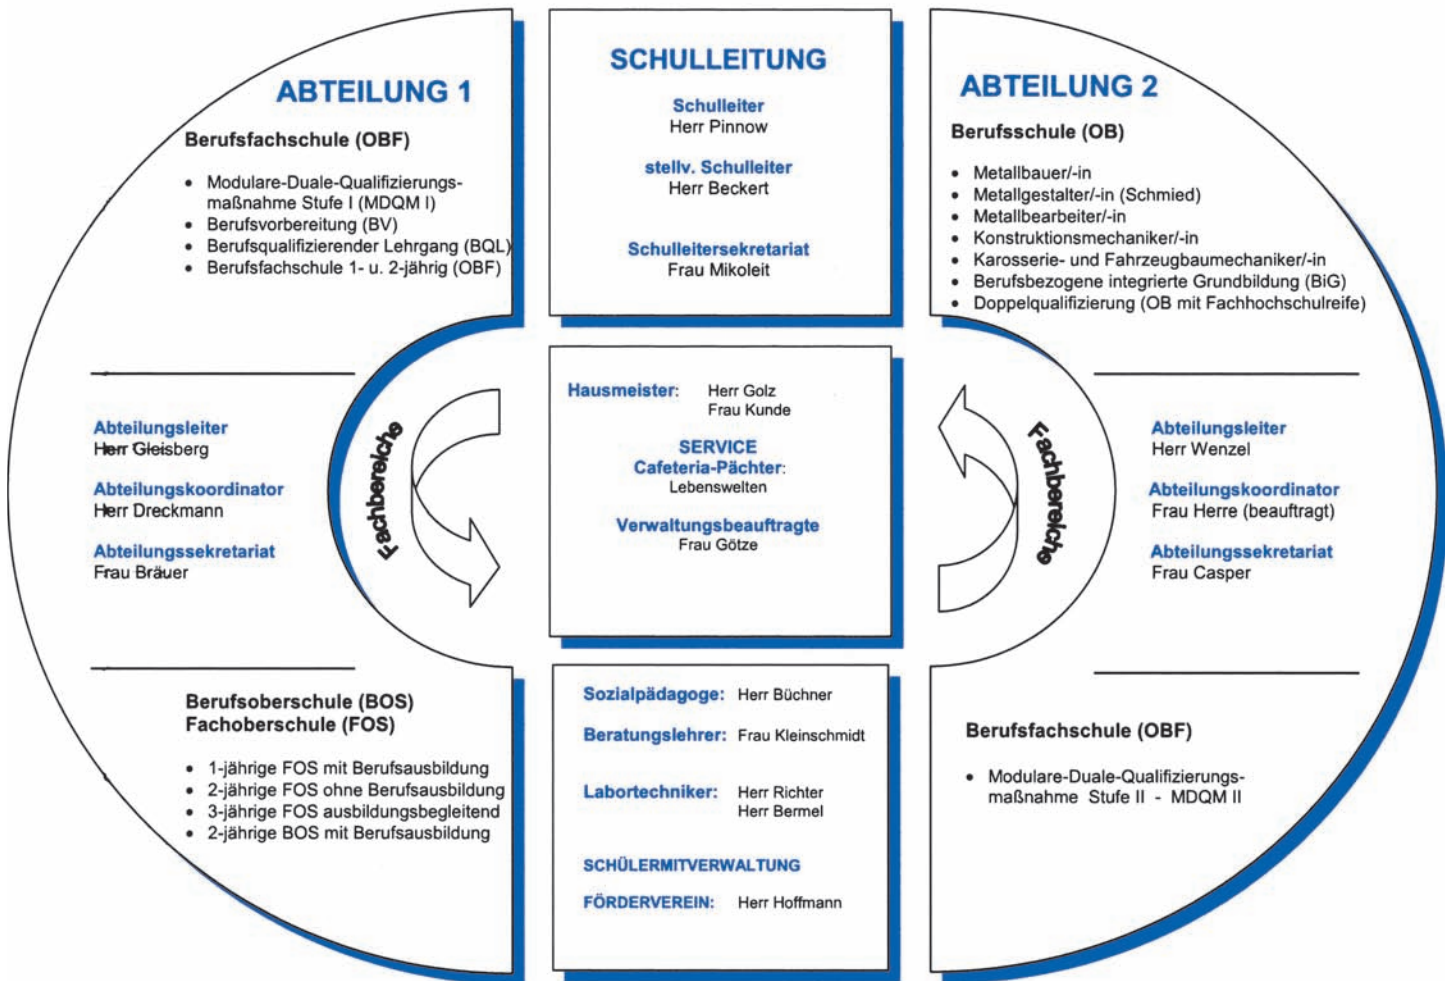 ABTEILUNG 1
Berufsfachschule (OBF)
• Modulare-Duale-Qualifizierungs-
maßnahme Stufe I (MDQM I)
• Berufsvorbereitung (BV)
• Berufsqualifizierender Lehrgang (BQL)
• Berufsfachschule 1- u. 2-jährig (OBF)
Abteilungsleiter
Herr Gleisberg
Abteilungskoordinator
Herr Dreckmann
Abteilungssekretariat
Frau Bräuer
Fachbereiche
Berufsoberschule (BOS)
Fachoberschule (FOS)
• 1-jährige FOS mit Berufsausbildung
• 2-jährige FOS ohne Berufsausbildung
• 3-jährige FOS ausbildungsbegleitend
• 2-jährige BOS mit Berufsausbildung
SCHULLEITUNG
Schulleiter
Herr Pinnow
stellv. Schulleiter
Herr Beckert
Schulleitersekretariat
Frau Mikoleit
Hausmeister: Herr Golz
Frau Kunde
SERVICE
Cafeteria-Pächter:
Lebenswelten
Verwaltungsbeauftragte
Frau Götze
Sozialpädagoge: Herr Büchner
Beratungslehrer: Frau Kleinschmidt
Labortechniker: Herr Richter
Herr Bermel
SCHÜLERMITVERWALTUNG
FÖRDERVEREIN: Herr Hoffmann
ABTEILUNG 2
Berufsschule (OB)
• Metallbauer/-in
• Metallgestalter/-in (Schmied)
• Metallbearbeiter/-in
• Konstruktionsmechaniker/-in
• Karosserie- und Fahrzeugbaumechaniker/-in
• Berufsbezogene integrierte Grundbildung (BiG)
• Doppelqualifizierung (OB mit Fachhochschulreife)
Fachbereiche
Abteilungsleiter
Herr Wenzel
Abteilungskoordinator
Frau Herre (beauftragt)
Abteilungssekretariat
Frau Casper
Berufsfachschule (OBF)
• Modulare-Duale-Qualifizierungs-
maßnahme Stufe II - MDQM II